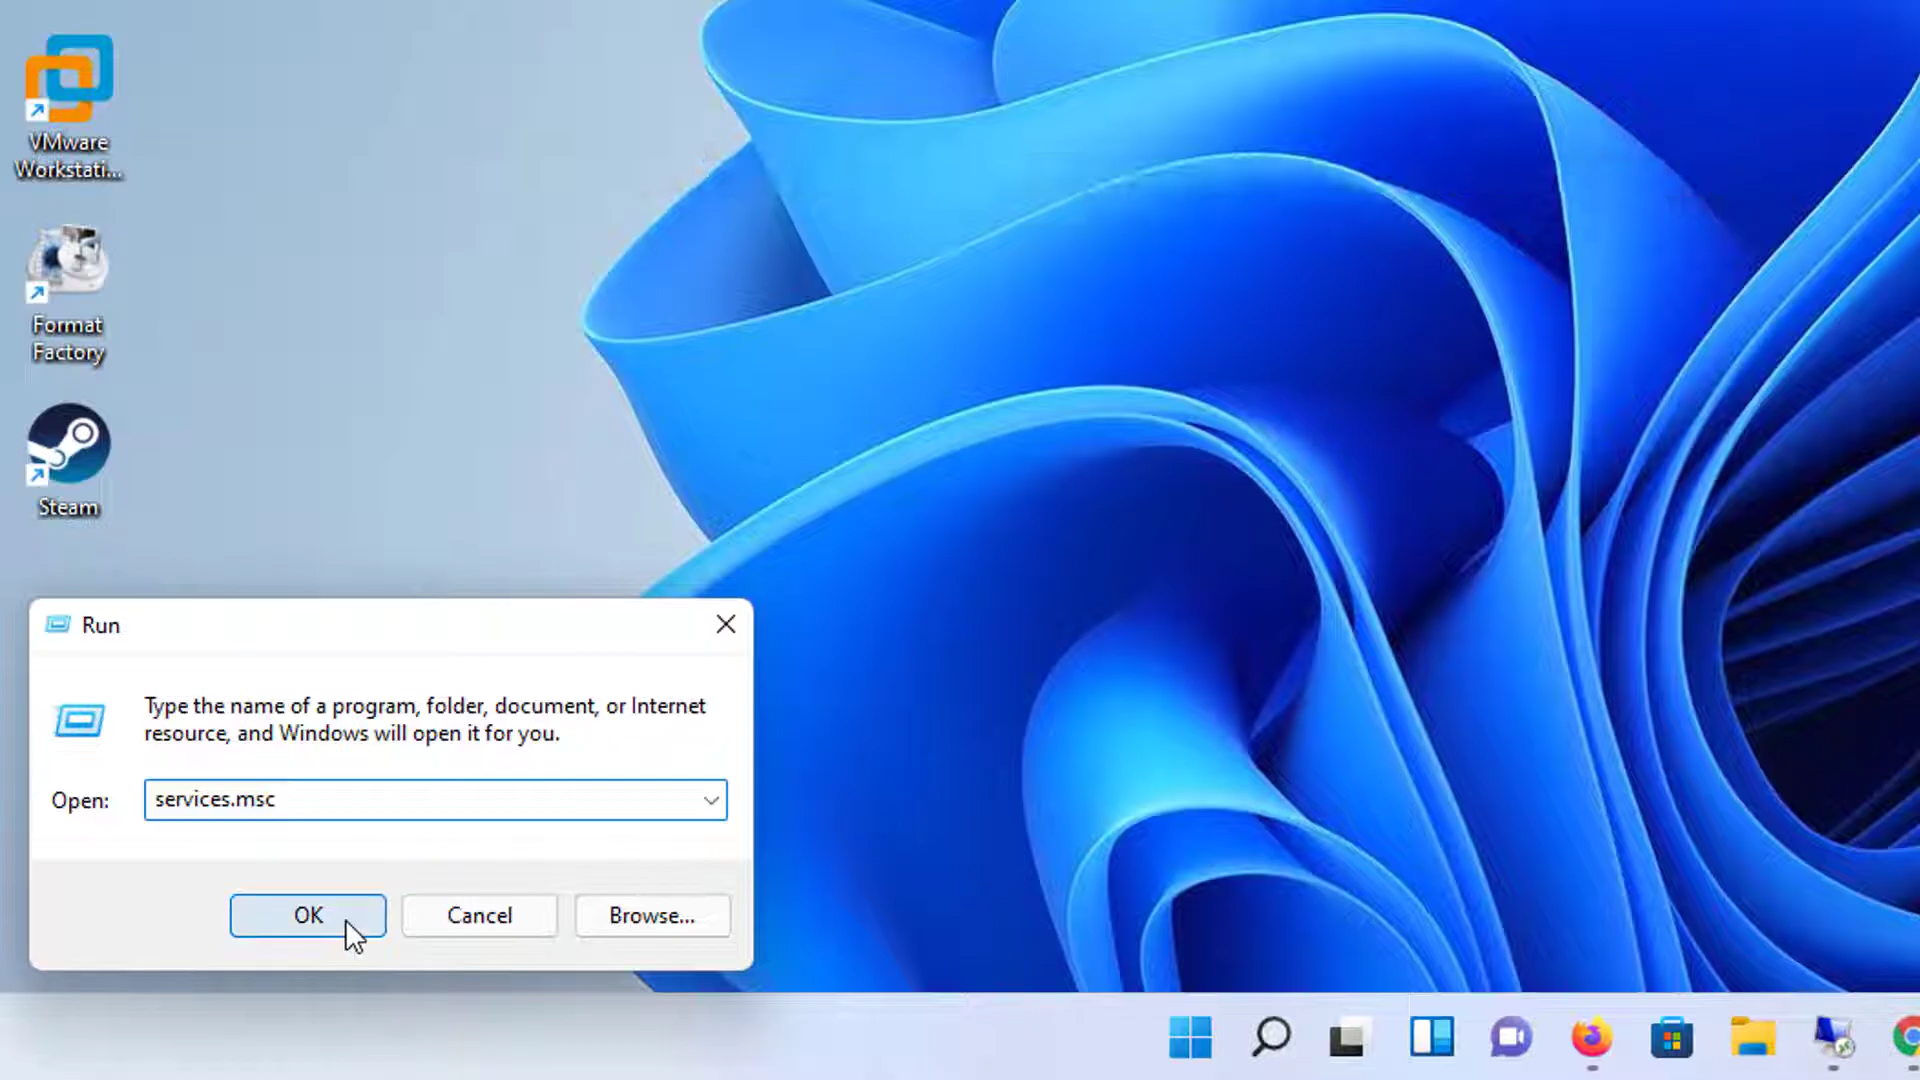 VMware
Workstati...
Format
Factory
Steam
Run
Type the name of a program, folder, document, or Internet
resource, and Windows will open it for you.
Open:
services.msc
OK
Cancel
Browse...